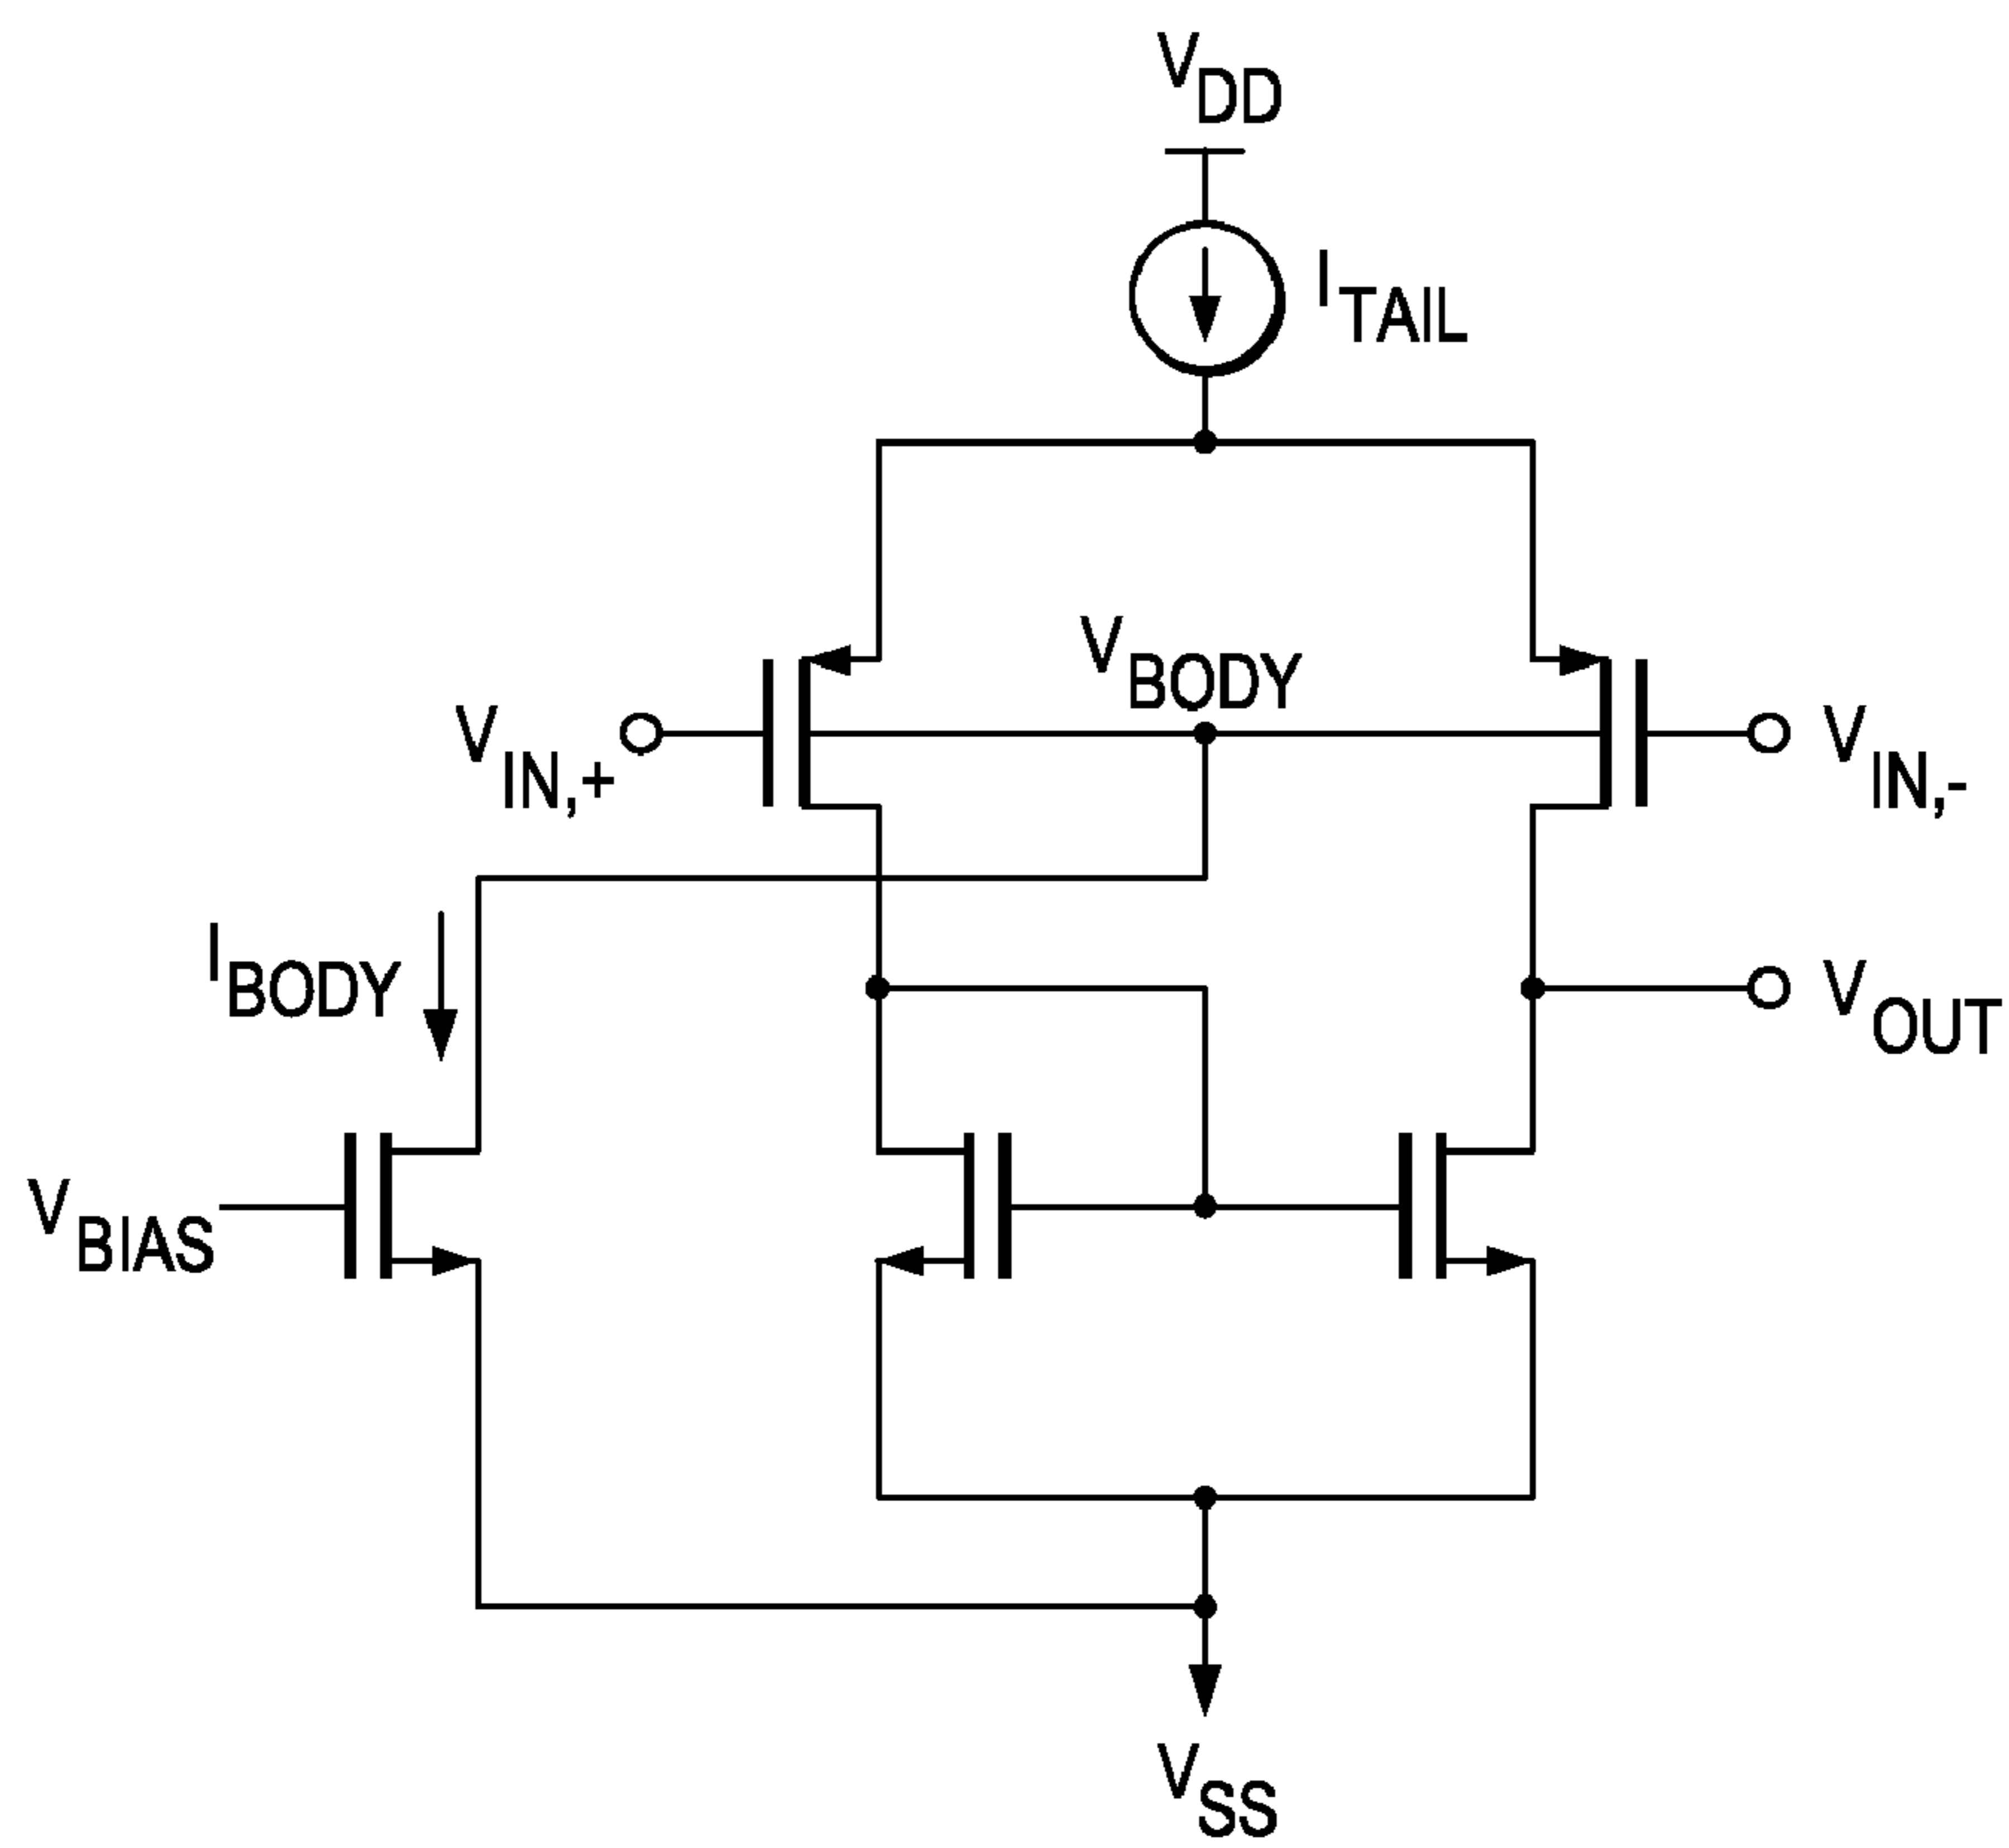 VDD
ITAIL
VBODY
VIN,+
VIN,-
IBODY
VOUT
VBIAS
VSS